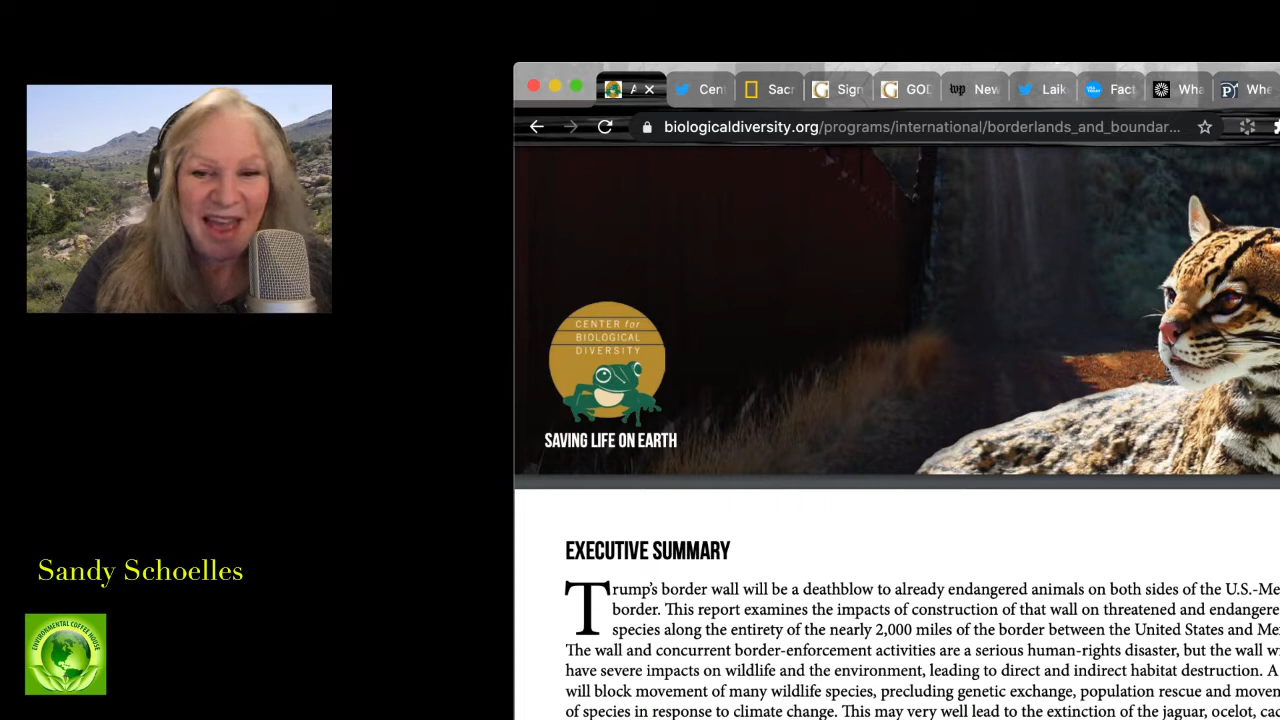 A
Cent
Sacr
Sign
GOD
wp
New
Laik
Fact
Wha
Whe
biologicaldiversity.org/programs/international/borderlands_and_boundar...
CENTER for
BIOLOGICAL
DIVERSITY
SAVING LIFE ON EARTH
EXECUTIVE SUMMARY
Trump's border wall will be a deathblow to already endangered animals on both sides of the U.S.-Me
border. This report examines the impacts of construction of that wall on threatened and endangere
species along the entirety of the nearly 2,000 miles of the border between the United States and Me
The wall and concurrent border-enforcement activities are a serious human-rights disaster, but the wall w
have severe impacts on wildlife and the environment, leading to direct and indirect habitat destruction. A
will block movement of many wildlife species, precluding genetic exchange, population rescue and movem
of species in response to climate change. This may very well lead to the extinction of the jaguar, ocelot, cac
Sandy Schoelles
ENVIRONMENTAL COFFEE HOUSE